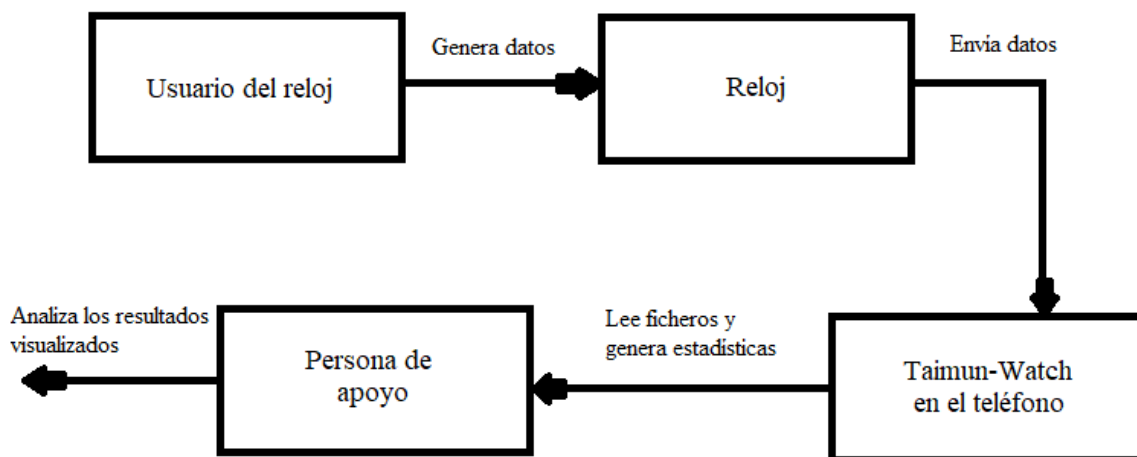 Genera datos
Envía datos
Usuario del reloj
Reloj
Analiza los resultados
visualizados
Persona de
apoyo
Lee ficheros y
genera estadísticas
Taimun-Watch
en el teléfono